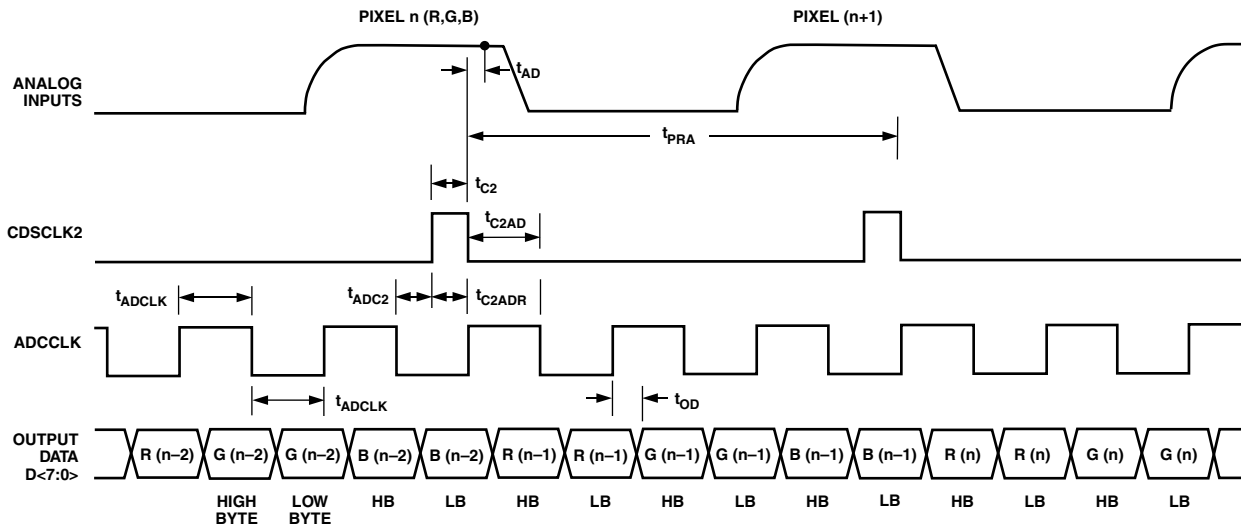 PIXEL n (R,G,B)
PIXEL (n+1)
ANALOG
INPUTS
tAD
tPRA
tC2
CDSCLK2
tC2AD
tADCLK
tADC2
tC2ADR
ADCCLK
tADCLK
tOD
OUTPUT
DATA
D<7:0>
R (n–2) G (n–2) G (n–2) B (n–2) B (n–2) R (n–1) R (n–1) G (n–1) G (n–1) B (n–1) B (n–1) R (n) R (n) G (n) G (n)
HIGH
BYTE
LOW
BYTE
HB LB HB LB HB LB HB LB HB LB HB LB